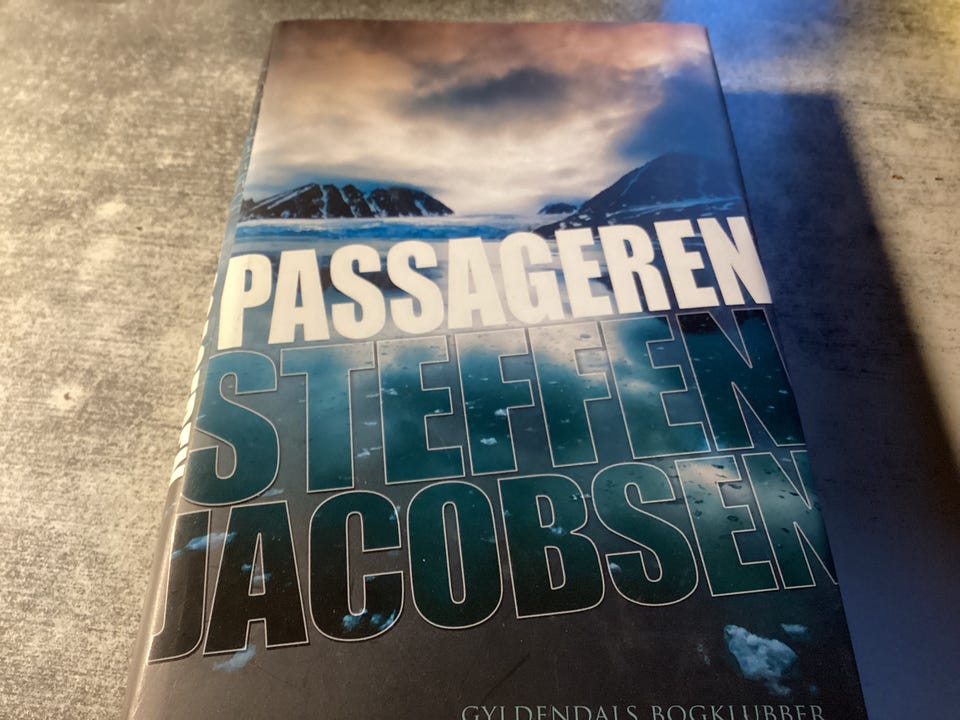 PASSAGEREN
STEFFEN
JACOBSEN
GYLDENDALS BOGKLUBBER